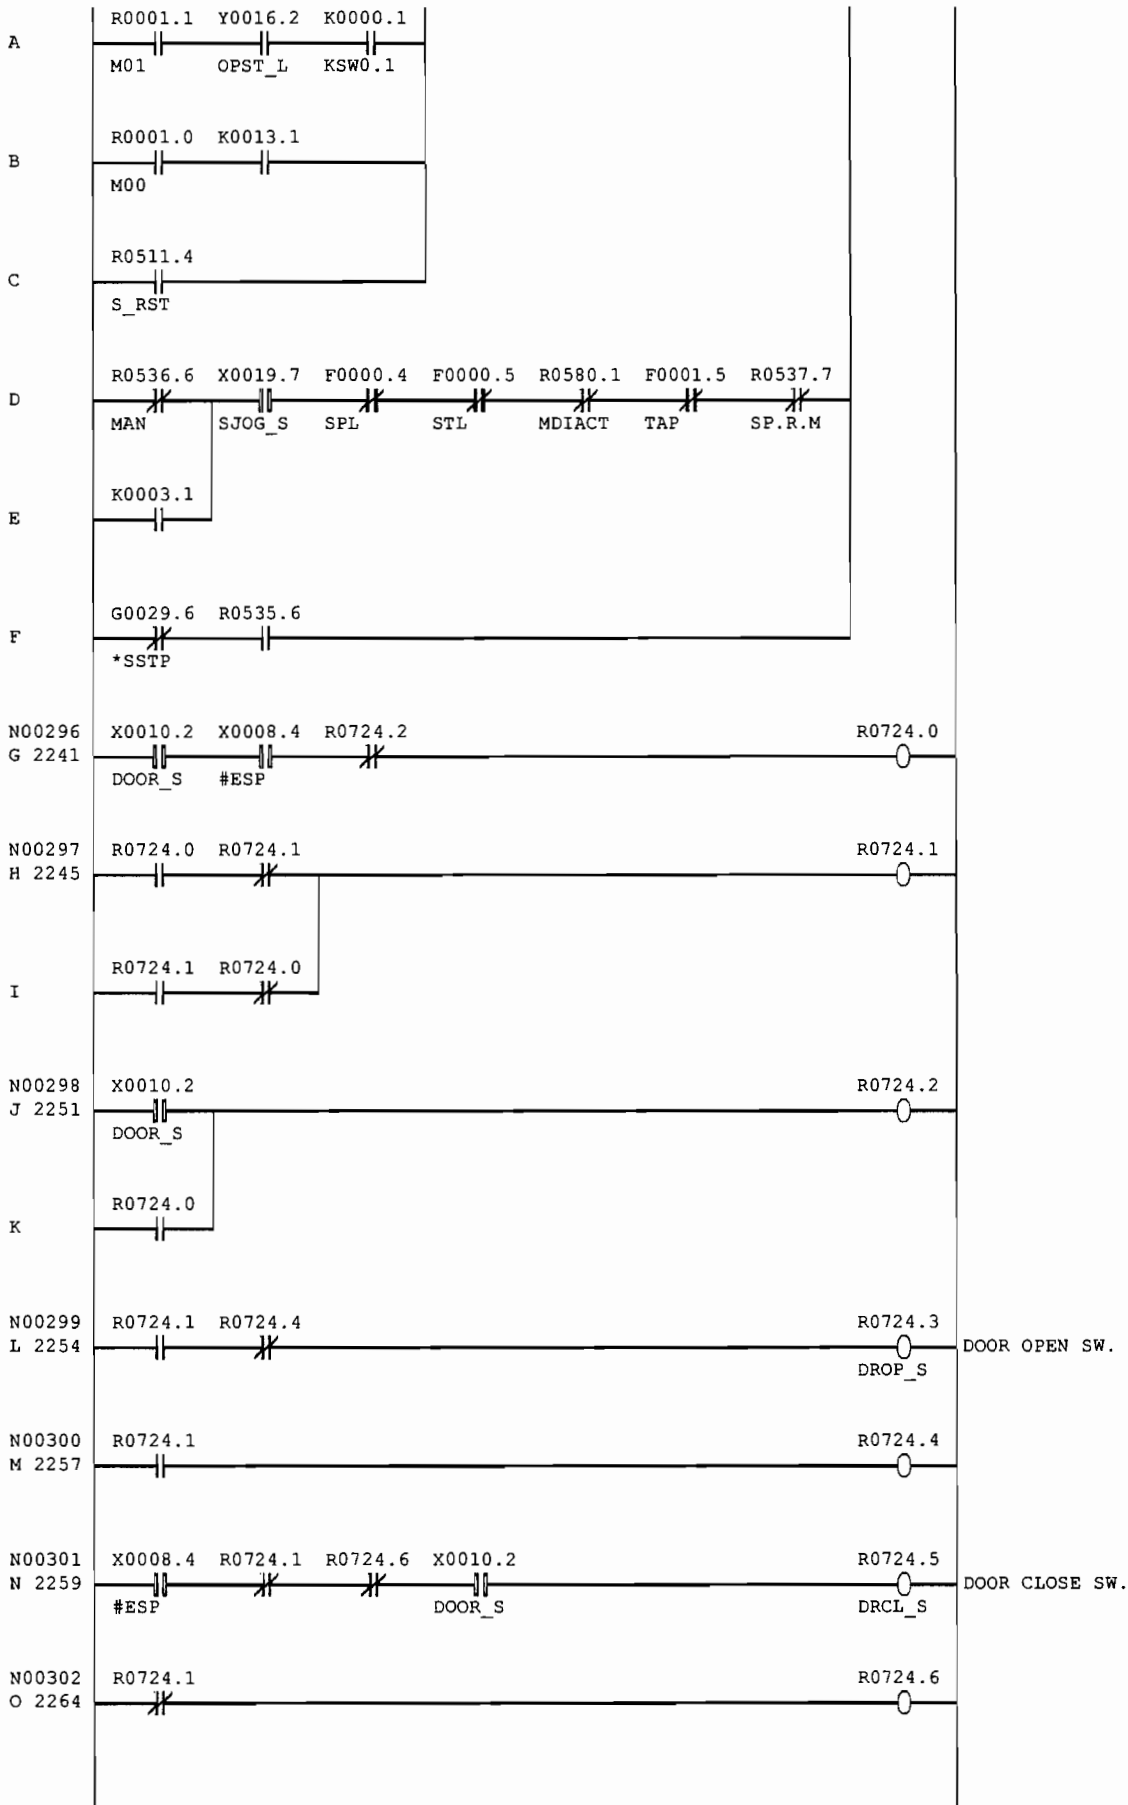 R0001.1 Y0016.2 K0000.1
A
M01 OPST_L KSW0.1
R0001.0 K0013.1
B
M00
R0511.4
C
S_RST
R0536.6 X0019.7 F0000.4 F0000.5 R0580.1 F0001.5 R0537.7
D
MAN SJOG_S SPL STL MDIACT TAP SP.R.M
K0003.1
E
G0029.6 R0535.6
F
*SSTP
N00296 X0010.2 X0008.4 R0724.2 R0724.0
G 2241
DOOR_S #ESP
N00297 R0724.0 R0724.1 R0724.1
H 2245
R0724.1 R0724.0
I
N00298 X0010.2 R0724.2
J 2251
DOOR_S
R0724.0
K
N00299 R0724.1 R0724.4 R0724.3
L 2254 DOOR OPEN SW.
DROP_S
N00300 R0724.1 R0724.4
M 2257
N00301 X0008.4 R0724.1 R0724.6 X0010.2 R0724.5
N 2259 DOOR CLOSE SW.
#ESP DOOR_S DRCL_S
N00302 R0724.1 R0724.6
O 2264